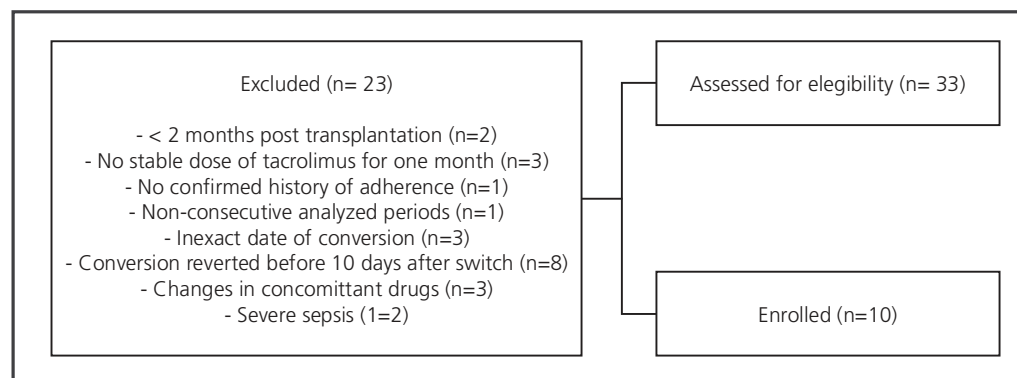 Excluded (n= 23)
- < 2 months post transplantation (n=2)
- No stable dose of tacrolimus for one month (n=3)
- No confirmed history of adherence (n=1)
- Non-consecutive analyzed periods (n=1)
- Inexact date of conversion (n=3)
- Conversion reverted before 10 days after switch (n=8)
- Changes in concomittant drugs (n=3)
- Severe sepsis (1=2)
Assessed for elegibility (n= 33)
Enrolled (n=10)